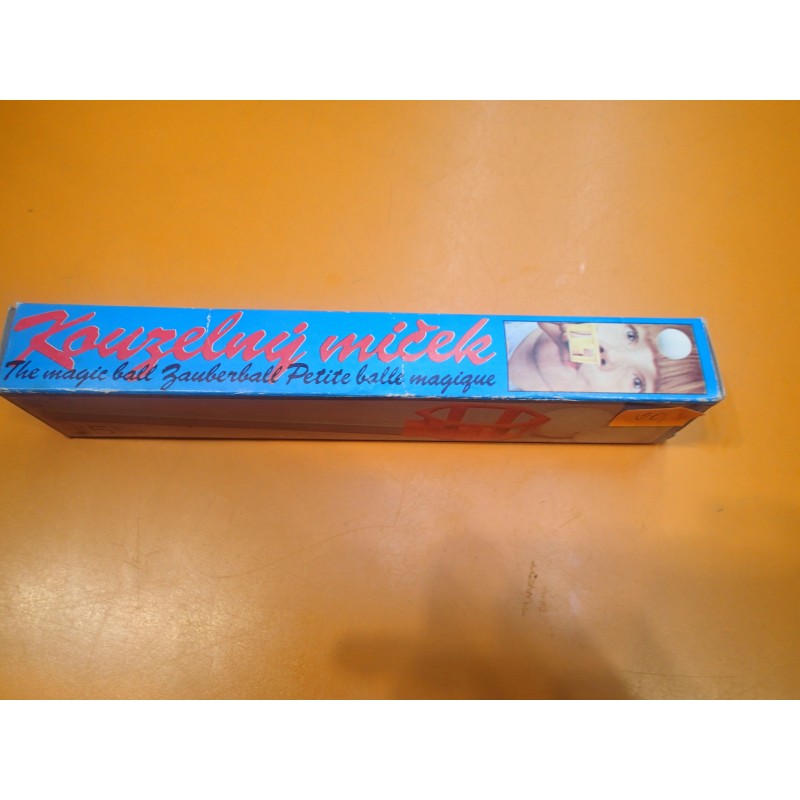 Kouzelný míček
The magic ball Zauberball Petite balle magique